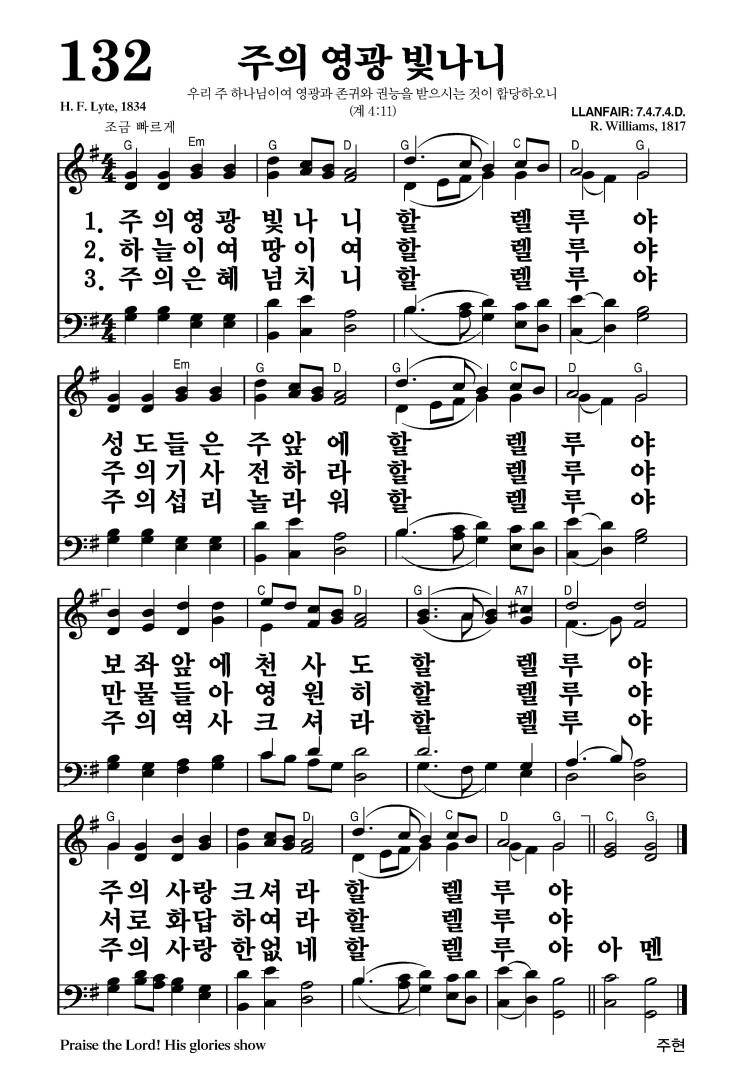 132
주의 영광 빛나니
우리 주 하나님이여 영광과 존귀와 권능을 받으시는 것이 합당하오니
(계 4:11)
H. F. Lyte, 1834
LLANFAIR: 7.4.7.4.D.
R. Williams, 1817
조금 빠르게
G Em G D G C D G
1. 주의영광 빛나니 할 렐루야
2. 하늘이여 땅이여 할 렐루야
3. 주의은혜 넘치니 할 렐루야
Em G D G C D
성도들은 주앞에 할 렐루야
주의기사 전하라 할 렐루야
주의섭리 놀라워 할 렐루야
C D G A7 D
보좌앞에 천사도 할 렐루야
만물들아 영원히 할 렐루야
주의역사 크셔라 할 렐루야
G D G C D G C G
주의 사랑 크셔라 할 렐루야
서로 화답 하여라 할 렐루야
주의 사랑 한없네 할 렐루야 아멘
Praise the Lord! His glories show
주현